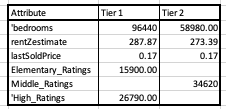 Attribute Tier 1 Tier 2
'bedrooms 96440 58980.00
rentZestimate 287.87 273.39
lastSoldPrice 0.17 0.17
Elementary_Ratings 15900.00
Middle_Ratings 34620
'High_Ratings 26790.00